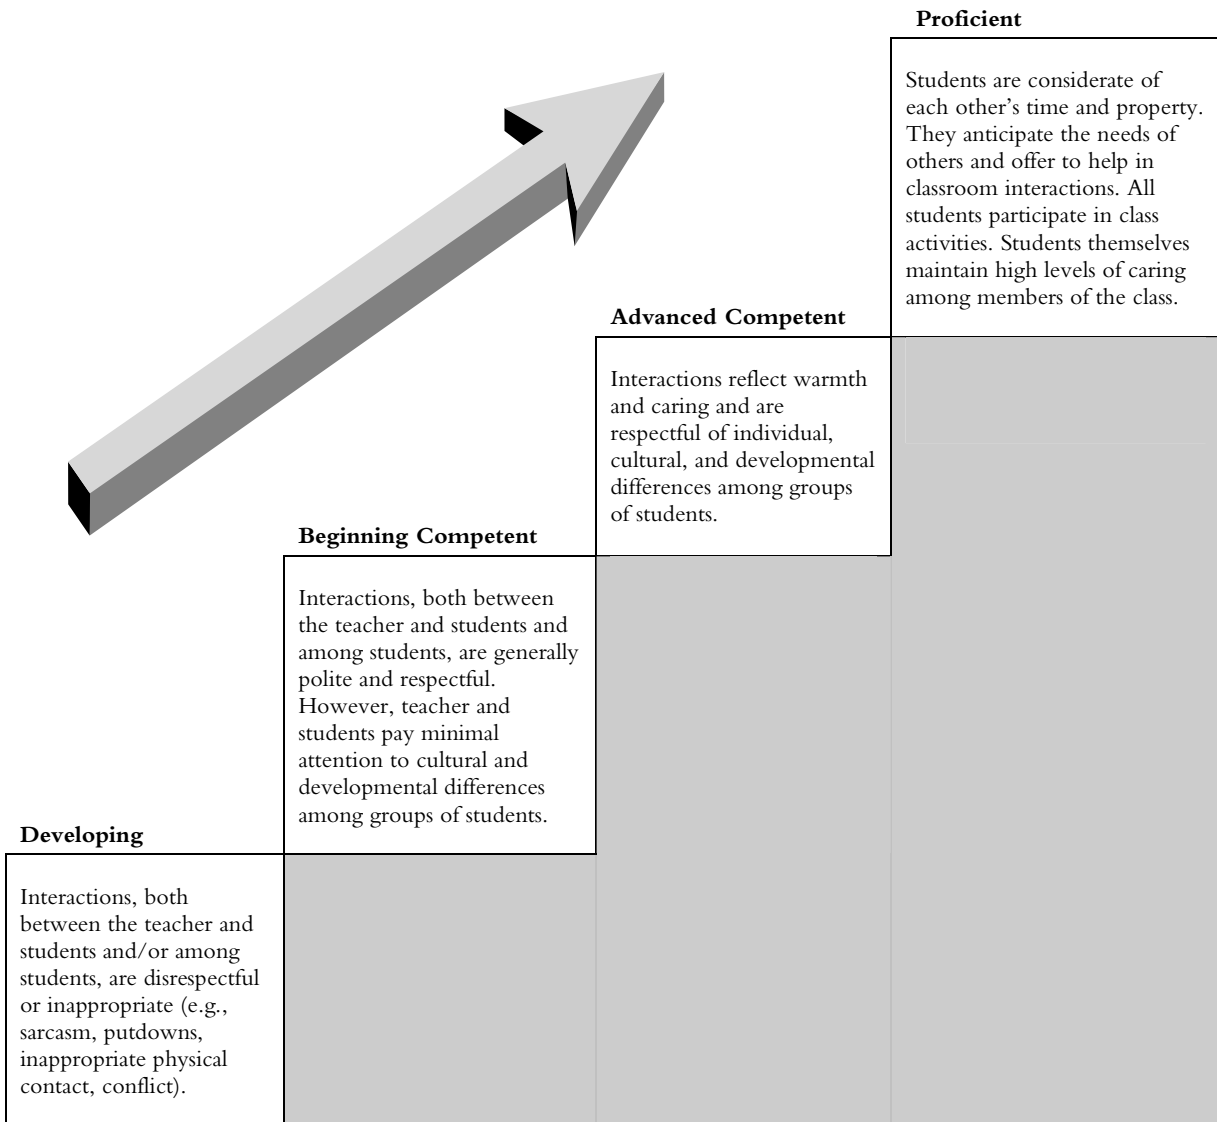 Proficient
Students are considerate of
each other’s time and property.
They anticipate the needs of
others and offer to help in
classroom interactions. All
students participate in class
activities. Students themselves
maintain high levels of caring
among members of the class.
Advanced Competent
Interactions reflect warmth
and caring and are
respectful of individual,
cultural, and developmental
differences among groups
of students.
Beginning Competent
Interactions, both between
the teacher and students and
among students, are generally
polite and respectful.
However, teacher and
students pay minimal
attention to cultural and
developmental differences
among groups of students.
Developing
Interactions, both
between the teacher and
students and/or among
students, are disrespectful
or inappropriate (e.g.,
sarcasm, putdowns,
inappropriate physical
contact, conflict).